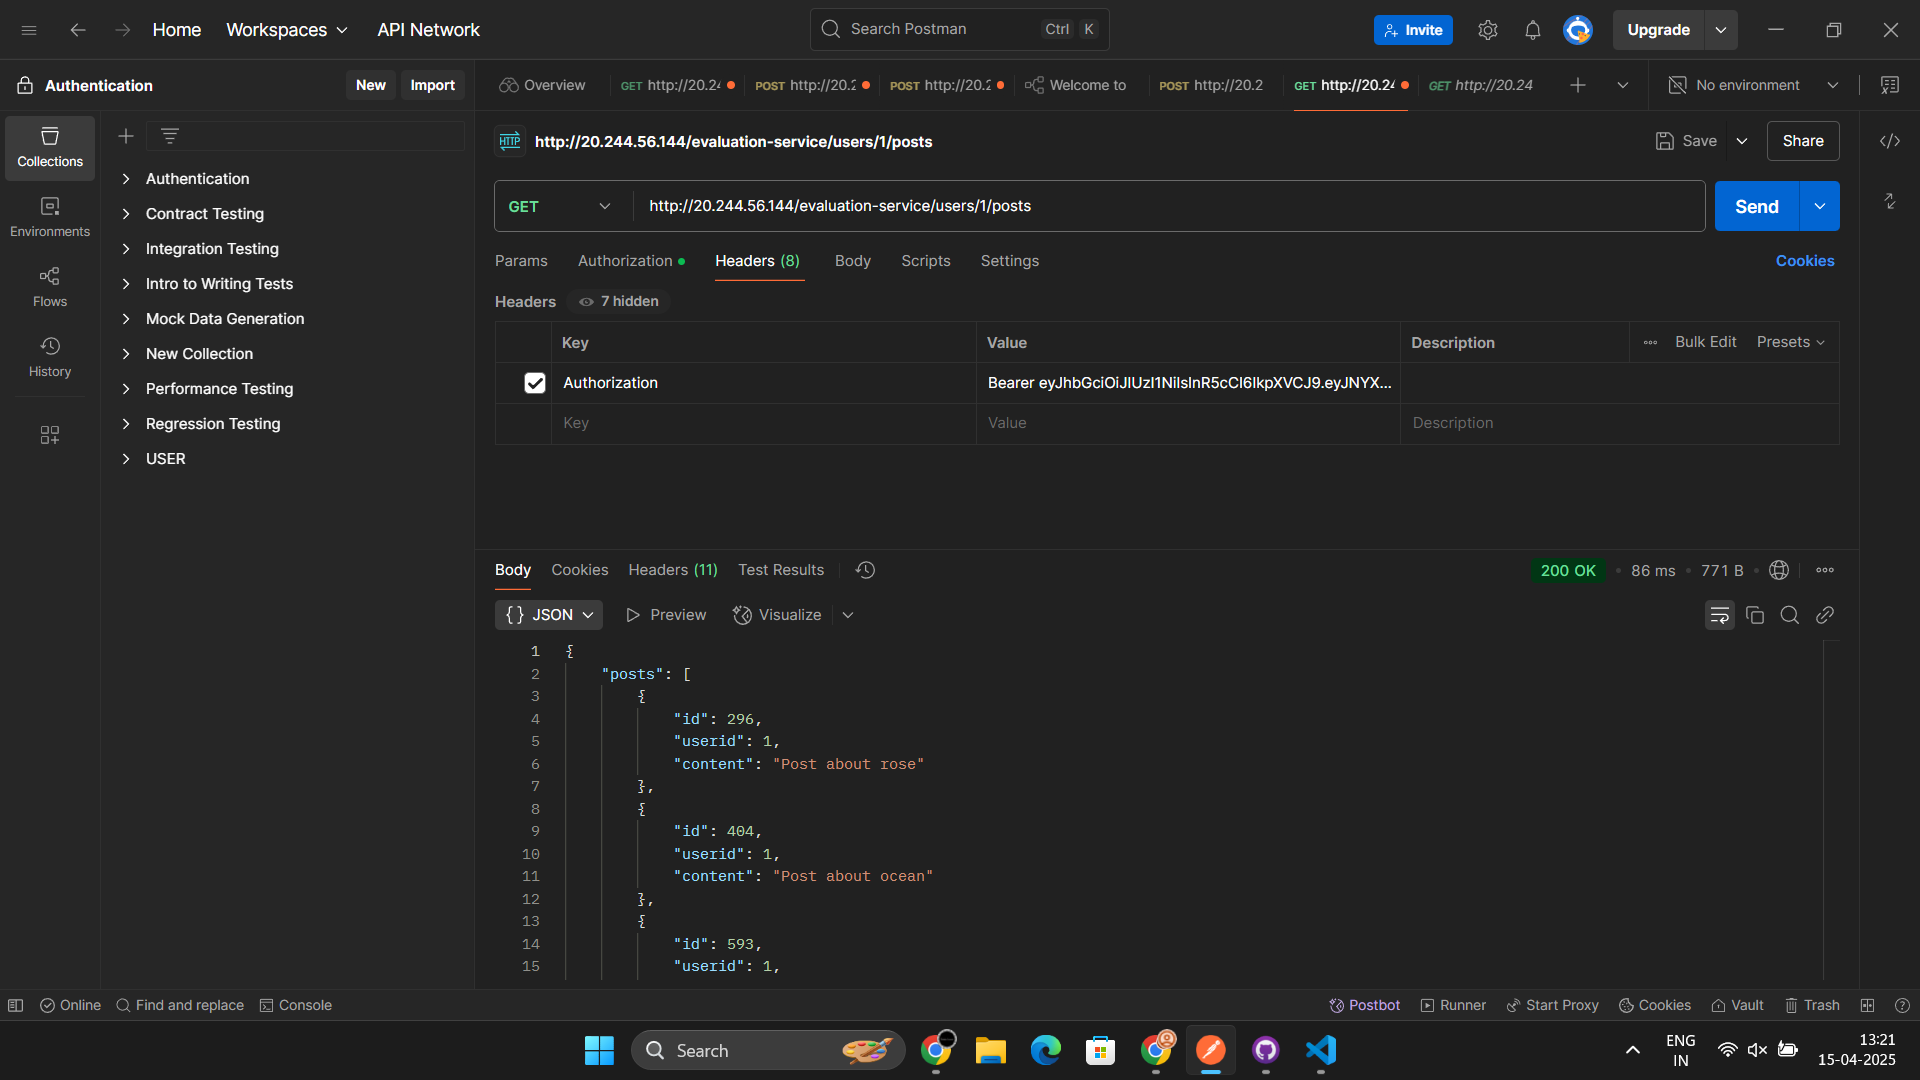 Home
Workspaces
API Network
Search Postman
Ctrl
K
Invite
Upgrade
Authentication
New
Import
Overview
GET http://20.24
POST http://20.2
POST http://20.2
Welcome to
POST http://20.2
GET http://20.24
GET http://20.24
No environment
Collections
Environments
Flows
History
Authentication
Contract Testing
Integration Testing
Intro to Writing Tests
Mock Data Generation
New Collection
Performance Testing
Regression Testing
USER
HTTP
http://20.244.56.144/evaluation-service/users/1/posts
Save
Share
GET
http://20.244.56.144/evaluation-service/users/1/posts
Send
Params
Authorization
Headers (8)
Body
Scripts
Settings
Cookies
Headers
7 hidden
Key
Value
Description
Bulk Edit
Presets
Authorization
Bearer eyJhbGciOiJIUzI1NiIsInR5cCI6IkpXVCJ9.eyJNYX...
Key
Value
Description
Body
Cookies
Headers (11)
Test Results
200 OK
86 ms
771 B
{} JSON
Preview
Visualize
1 {
2 "posts": [
3 {
4 "id": 296,
5 "userid": 1,
6 "content": "Post about rose"
7 },
8 {
9 "id": 404,
10 "userid": 1,
11 "content": "Post about ocean"
12 },
13 {
14 "id": 593,
15 "userid": 1,
Online
Find and replace
Console
Postbot
Runner
Start Proxy
Cookies
Vault
Trash
Search
ENG
IN
13:21
15-04-2025